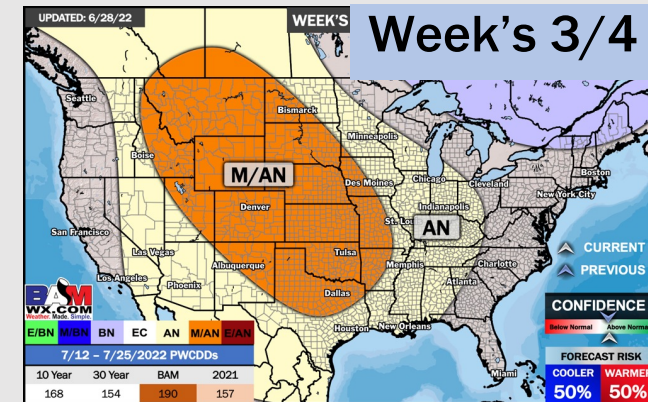 UPDATED: 6/28/22
WEEK'S
Week's 3/4
Seattle
Bismarck
Minneapolis
Boise
M/AN
Des Moines
Chicago
Cleveland
Boston
New York City
Denver
Indianapolis
St. Lou
AN
San Francisco
Las Vegas
Albuquerque
Tulsa
Memphis
Charlotte
CURRENT
PREVIOUS
Los Angeles
Phoenix
Dallas
Atlanta
BAM
WX.COM
Weather. Made. Simple.
Houston
New Orleans
Miami
CONFIDENCE
Below Normal
Above Norma
E/BN M/BN BN EC AN M/AN E/AN
7/12 – 7/25/2022 PWCDDs
10 Year 30 Year BAM 2021
168 154 190 157
FORECAST RISK
COOLER WARME
50% 50%